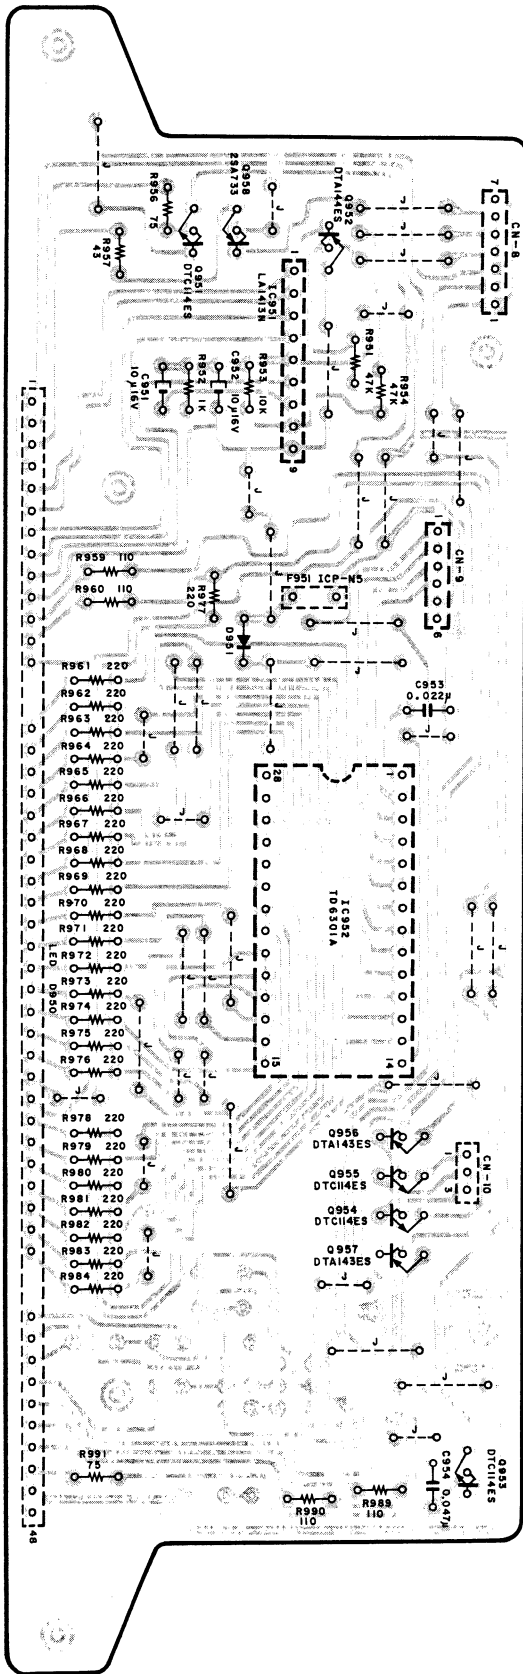 7
CN-8
1
Q952
DTA144ES
Q958
2SA733
R956
75
J
J
J
J
J
R957
43
Q951
DTC114ES
1
IC951
LA1413N
9
J
J
R951
47K
R954
47K
R953
10K
C952
10µ16V
R952
1K
C951
10µ16V
1
J
J
J
J
J
J
1
CN-9
6
R959 110
R960 110
R977
220
F951 ICP-N5
D951
J
J
J
J
J
J
C953
0.022µ
J
R961 220
R962 220
R963 220
R964 220
R965 220
R966 220
R967 220
R968 220
R969 220
R970 220
R971 220
R972 220
R973 220
R974 220
R975 220
R976 220
28
1
IC952
TD6301A
15
14
J
J
J
J
J
J
J
J
J
J
J
J
J
LED D950
R978 220
R979 220
R980 220
R981 220
R982 220
R983 220
R984 220
J
J
Q956
DTA143ES
Q955
DTC114ES
Q954
DTC114ES
Q957
DTA143ES
1
CN-10
3
J
J
J
J
R991
75
R990
110
R989
110
C954 0.047µ
Q953
DTC114ES
48